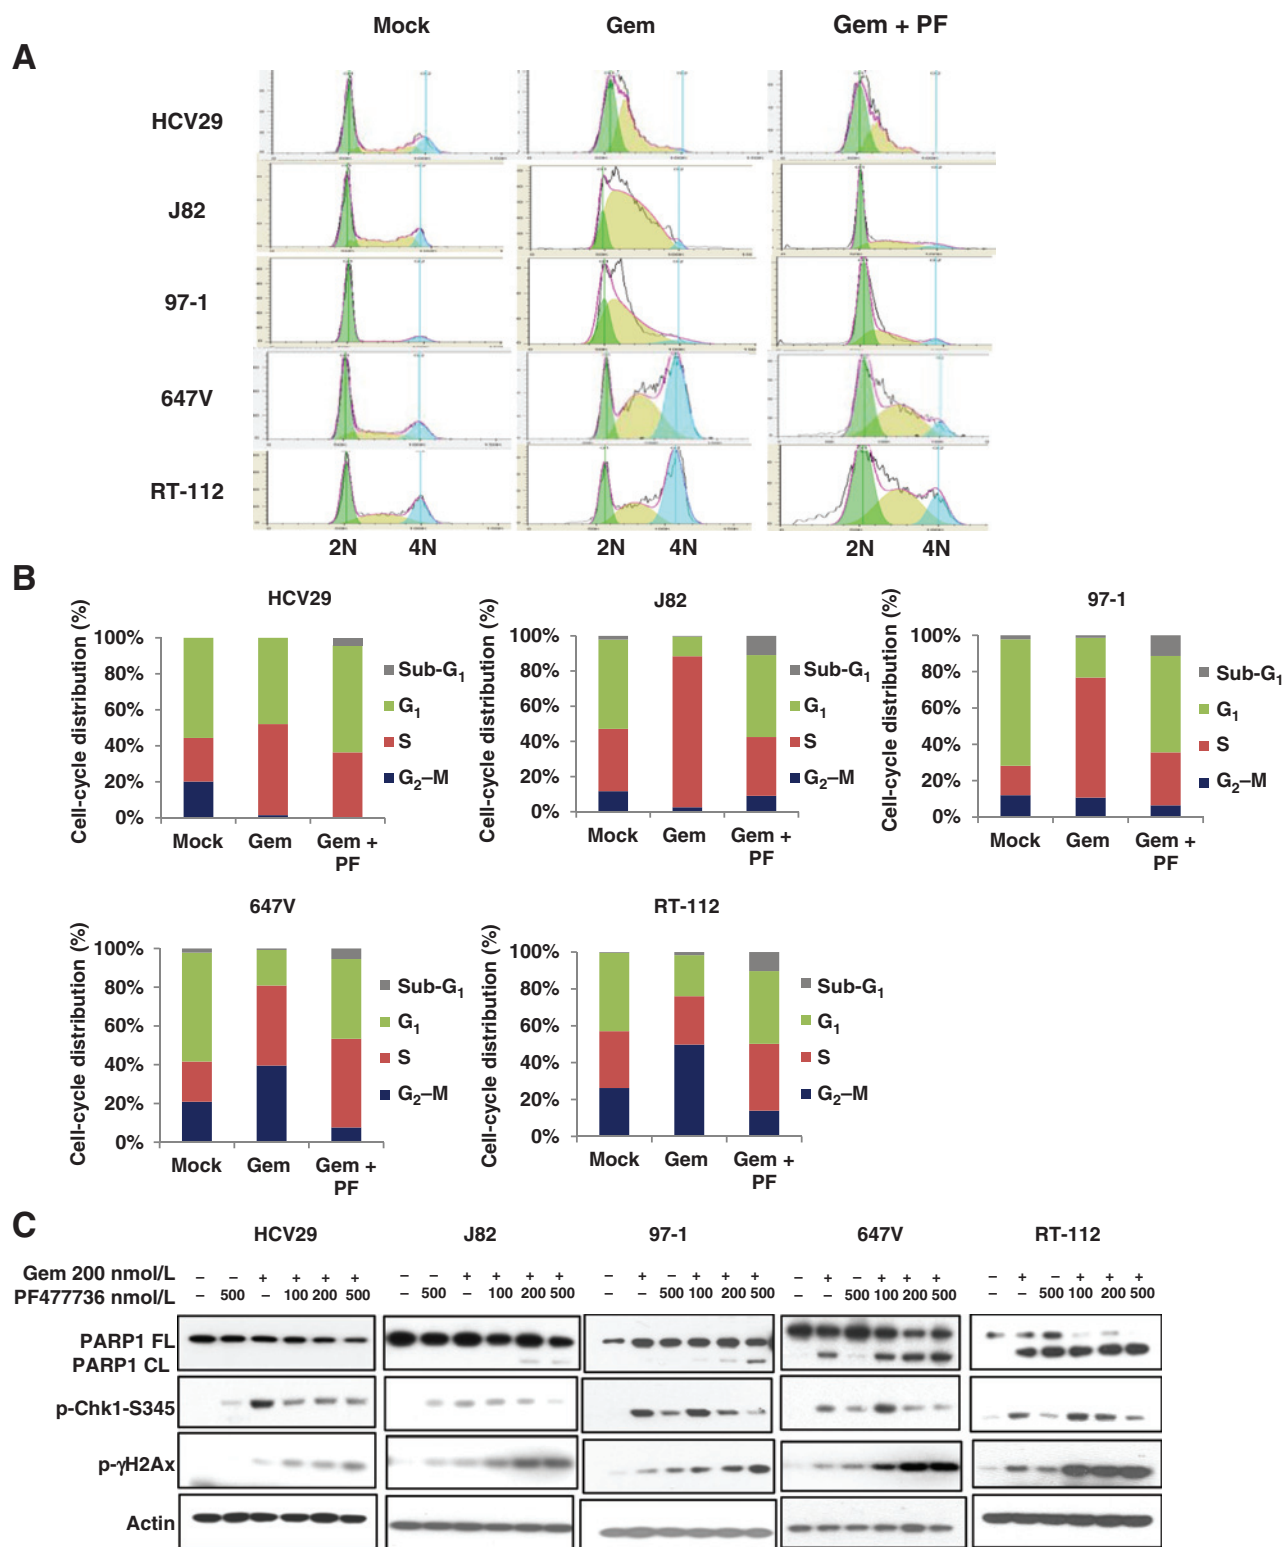 Mock Gem Gem + PF
A
HCV29
J82
97-1
647V
RT-112
2N 4N 2N 4N 2N 4N
B
HCV29
Cell-cycle distribution (%)
100%
80%
60%
40%
20%
0%
Mock Gem Gem +
PF
Sub-G1
G1
S
G2–M
J82
Cell-cycle distribution (%)
100%
80%
60%
40%
20%
0%
Mock Gem Gem +
PF
Sub-G1
G1
S
G2–M
97-1
Cell-cycle distribution (%)
100%
80%
60%
40%
20%
0%
Mock Gem Gem +
PF
Sub-G1
G1
S
G2–M
647V
Cell-cycle distribution (%)
100%
80%
60%
40%
20%
0%
Mock Gem Gem +
PF
Sub-G1
G1
S
G2–M
RT-112
Cell-cycle distribution (%)
100%
80%
60%
40%
20%
0%
Mock Gem Gem +
PF
Sub-G1
G1
S
G2–M
C
HCV29 J82 97-1 647V RT-112
Gem 200 nmol/L – – + + + + – – + + + + – + – + + + – + – + + + – + – + + +
PF477736 nmol/L – 500 – 100 200 500 – 500 – 100 200 500 – – 500 100 200 500 – – 500 100 200 500 – – 500 100 200 500
PARP1 FL
PARP1 CL
p-Chk1-S345
p-γH2Ax
Actin